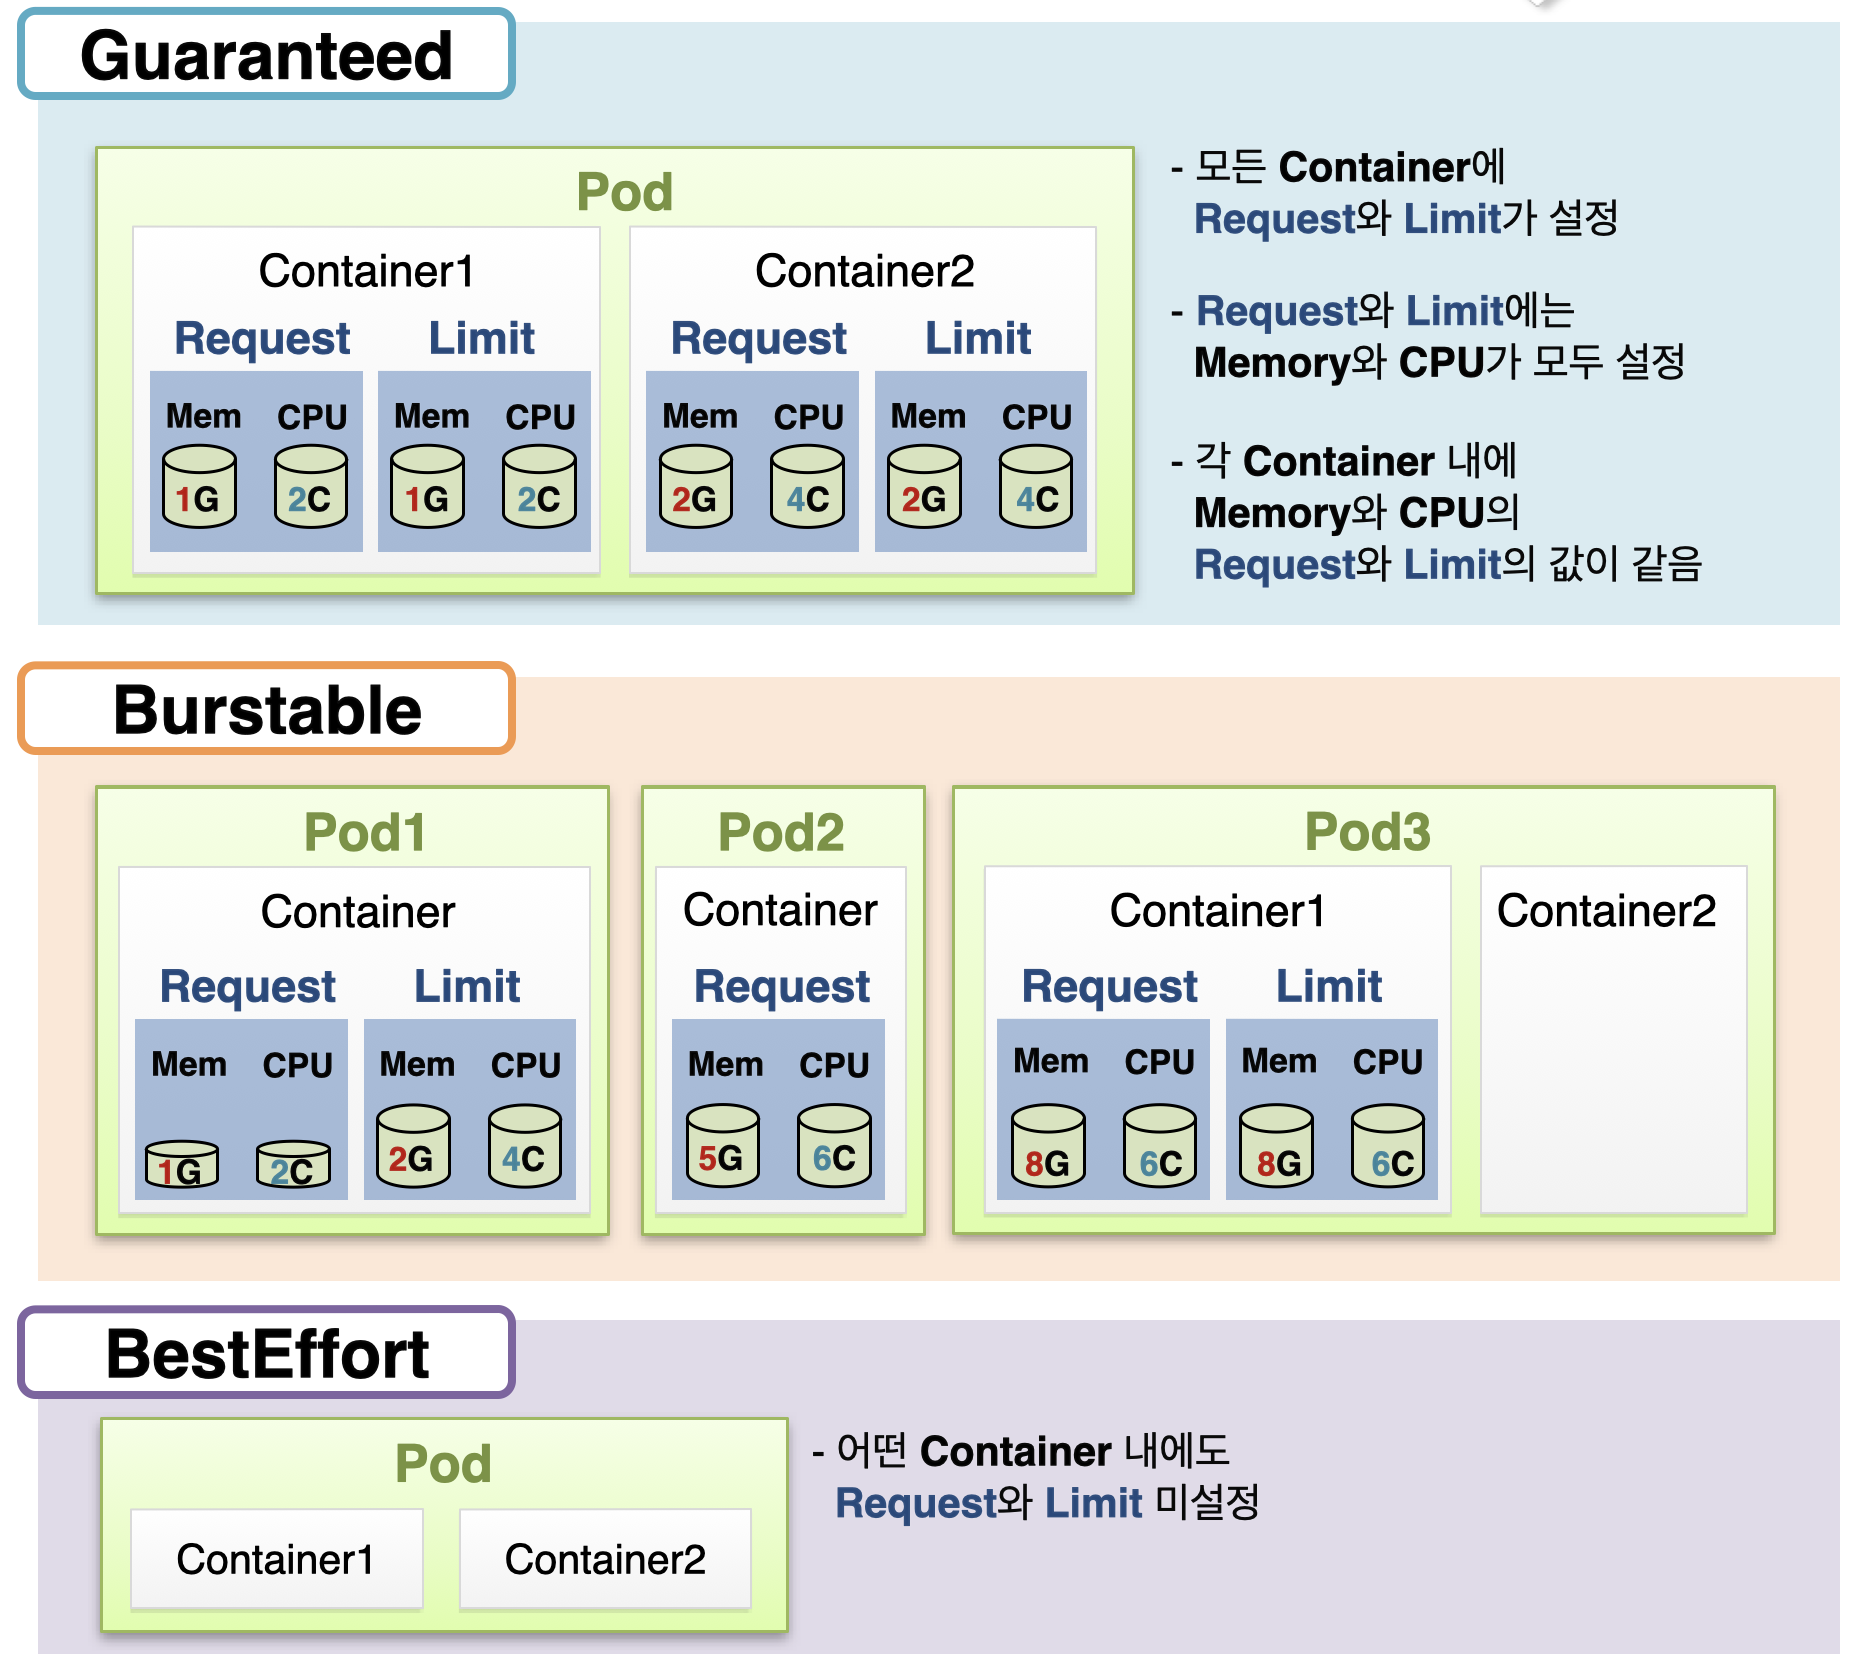 Guaranteed
Pod
Container1
Request Limit
Mem CPU Mem CPU
1G 2C 1G 2C
Container2
Request Limit
Mem CPU Mem CPU
2G 4C 2G 4C
- 모든 Container에
Request와 Limit가 설정
- Request와 Limit에는
Memory와 CPU가 모두 설정
- 각 Container 내에
Memory와 CPU의
Request와 Limit의 값이 같음
Burstable
Pod1
Container
Request Limit
Mem CPU Mem CPU
1G 2C 2G 4C
Pod2
Container
Request
Mem CPU
5G 6C
Pod3
Container1
Request Limit
Mem CPU Mem CPU
8G 6C 8G 6C
Container2
BestEffort
Pod
Container1
Container2
- 어떤 Container 내에도
Request와 Limit 미설정